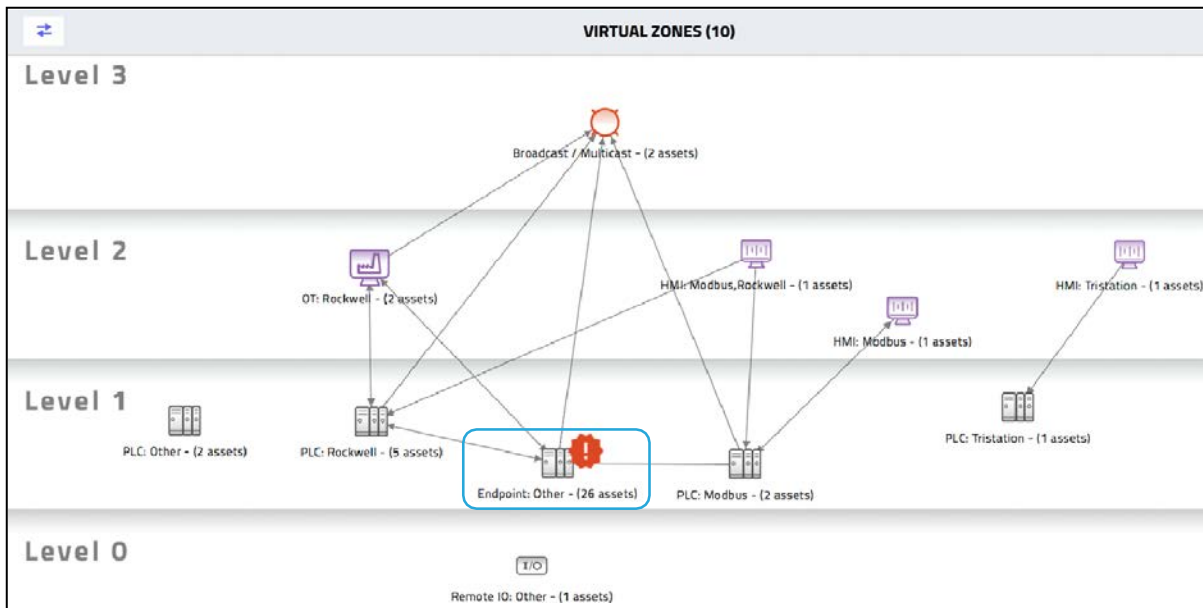 VIRTUAL ZONES (10)
Level 3
Broadcast / Multicast - (2 assets)
Level 2
OT: Rockwell - (2 assets)
HMI: Modbus,Rockwell - (1 assets)
HMI: Tristation - (1 assets)
HMI: Modbus - (1 assets)
Level 1
PLC: Other - (2 assets)
PLC: Rockwell - (5 assets)
!
Endpoint: Other - (26 assets)
PLC: Modbus - (2 assets)
PLC: Tristation - (1 assets)
Level 0
I/O
Remote IO: Other - (1 assets)